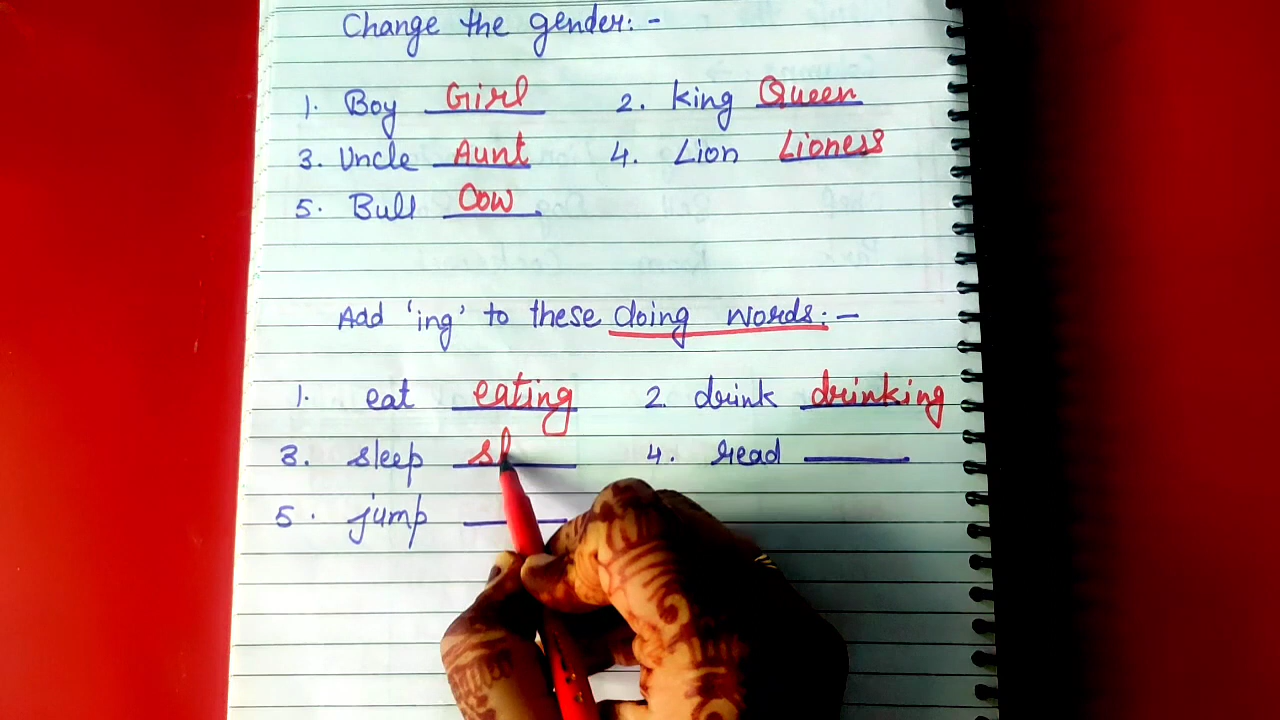 Change the gender: -
1. Boy Girl 2. King Queen
3. Uncle Aunt 4. Lion Lioness
5. Bull Cow
Add 'ing' to these doing words: -
1. eat eating 2. drink drinking
3. sleep sl 4. read
5. jump